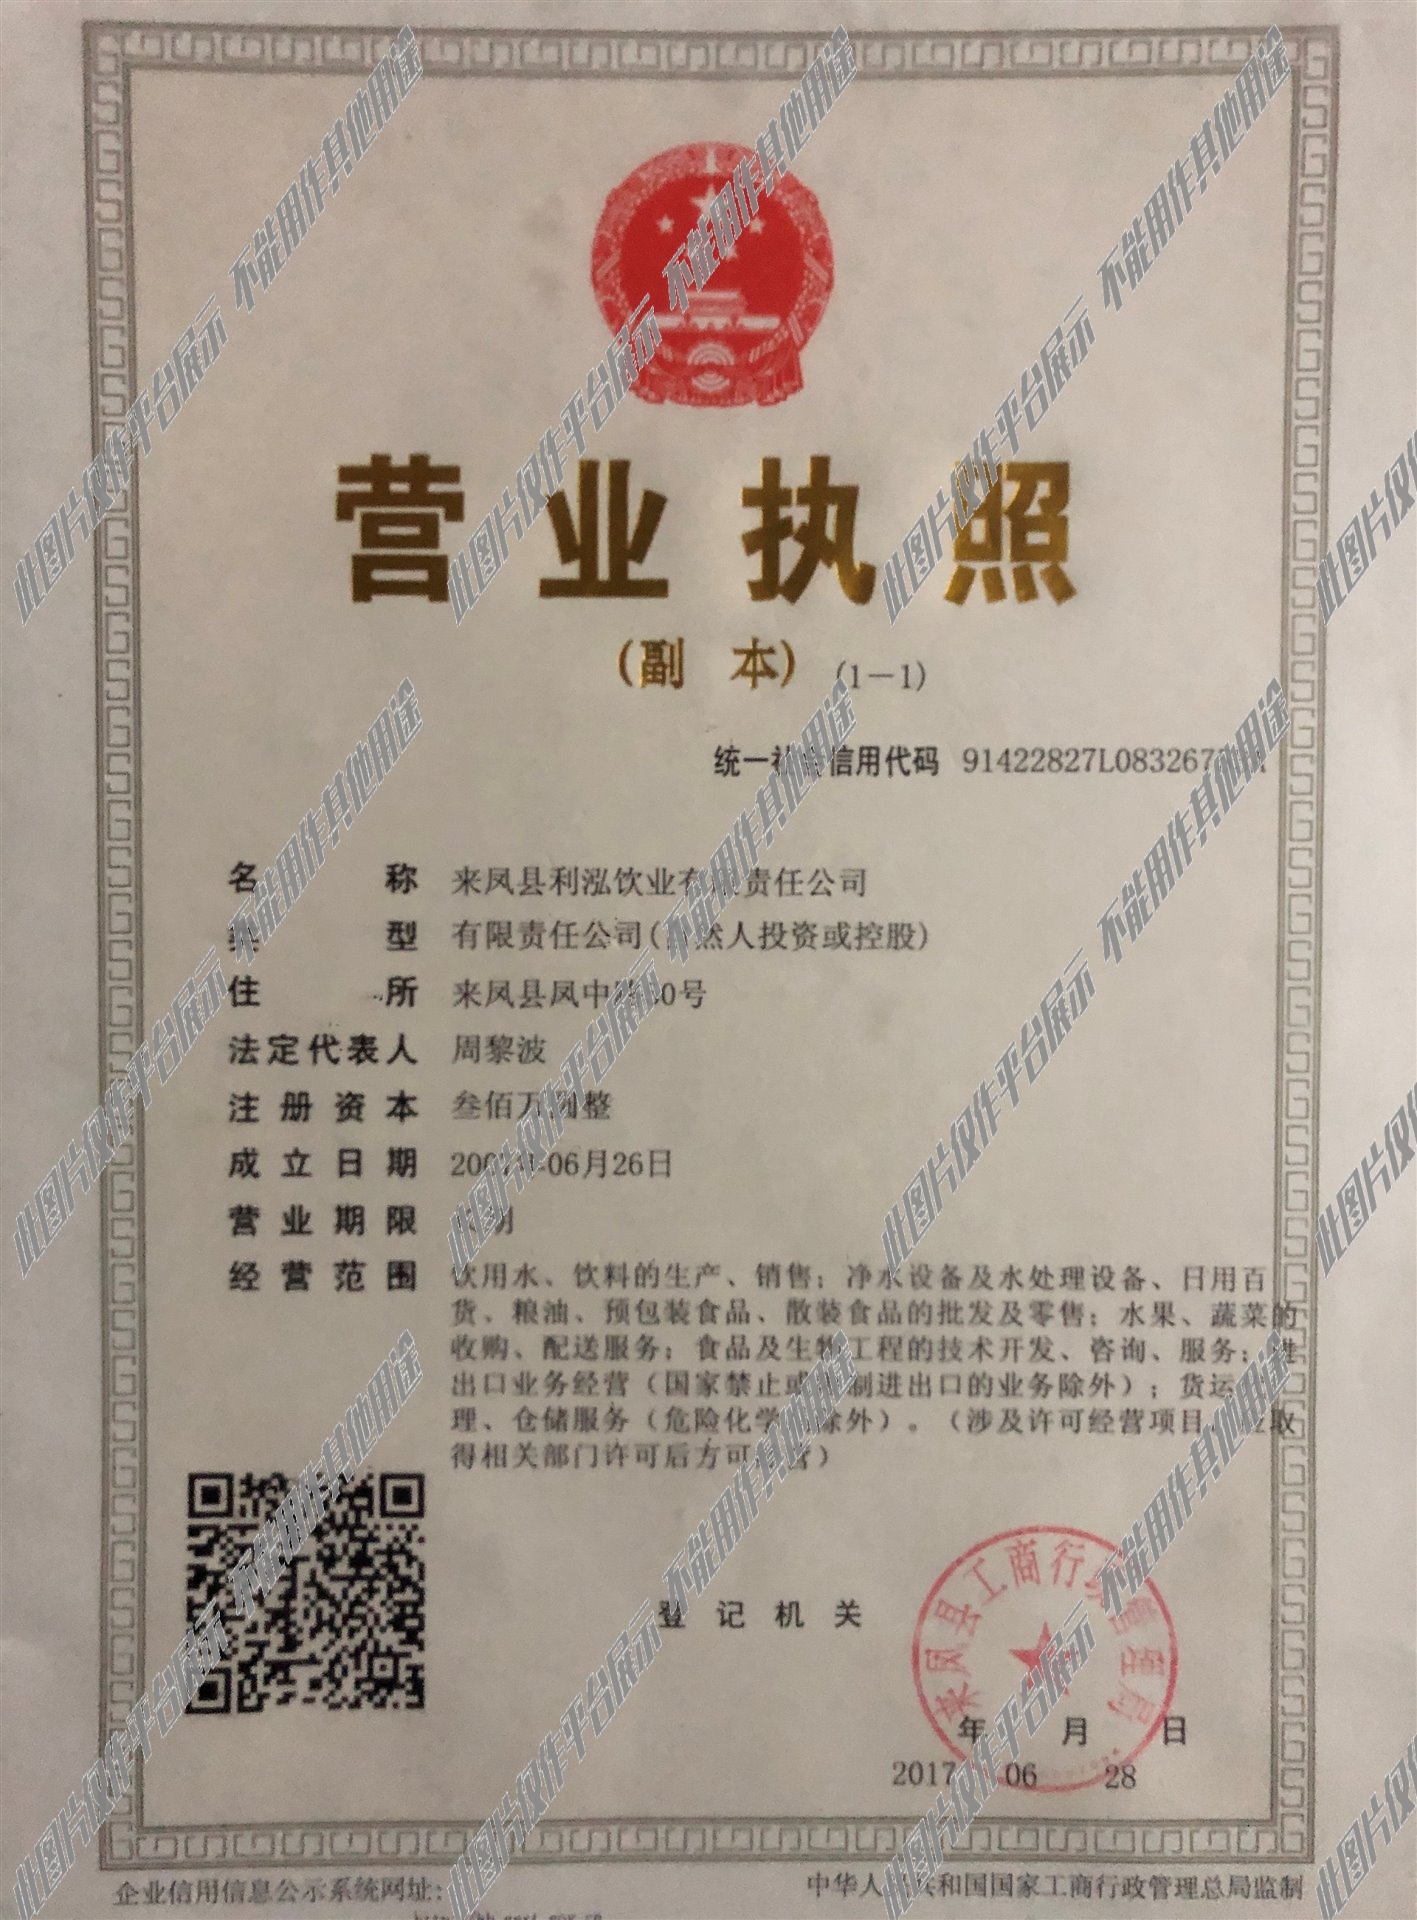 营业执照
(副 本) (1-1)
统一社会信用代码 91422827L083267
名 称 来凤县利泓饮业有限责任公司
类 型 有限责任公司(自然人投资或控股)
住 所 来凤县凤中路 0号
法定代表人 周黎波
注册资本 叁佰万圆整
成立日期 2007年06月26日
营业期限 长期
经营范围 饮用水、饮料的生产、销售；净水设备及水处理设备、日用百
货、粮油、预包装食品、散装食品的批发及零售；水果、蔬菜的
收购、配送服务；食品及生物工程的技术开发、咨询、服务；进
出口业务经营（国家禁止或限制进出口的业务除外）；货运
理、仓储服务（危险化学品除外）。（涉及许可经营项目，应取
得相关部门许可后方可经营）
登记机关
来凤县工商行政管理局
年 月 日
2017 06 28
企业信用信息公示系统网址：
中华人民共和国国家工商行政管理总局监制
此图片仅作平台展示 不能用作其他用途